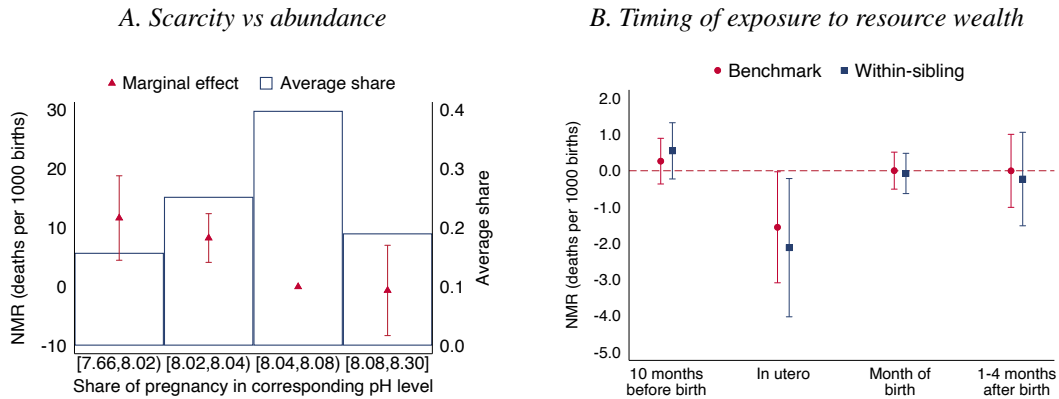 A. Scarcity vs abundance
Marginal effect Average share
NMR (deaths per 1000 births)
30
20
10
0
-10
0.4
0.3
0.2
0.1
0.0
Average share
[7.66,8.02) [8.02,8.04) [8.04,8.08) [8.08,8.30]
Share of pregnancy in corresponding pH level
B. Timing of exposure to resource wealth
Benchmark Within-sibling
NMR (deaths per 1000 births)
2.0
1.0
0.0
-1.0
-2.0
-3.0
-4.0
-5.0
10 months
before birth
In utero
Month of
birth
1-4 months
after birth